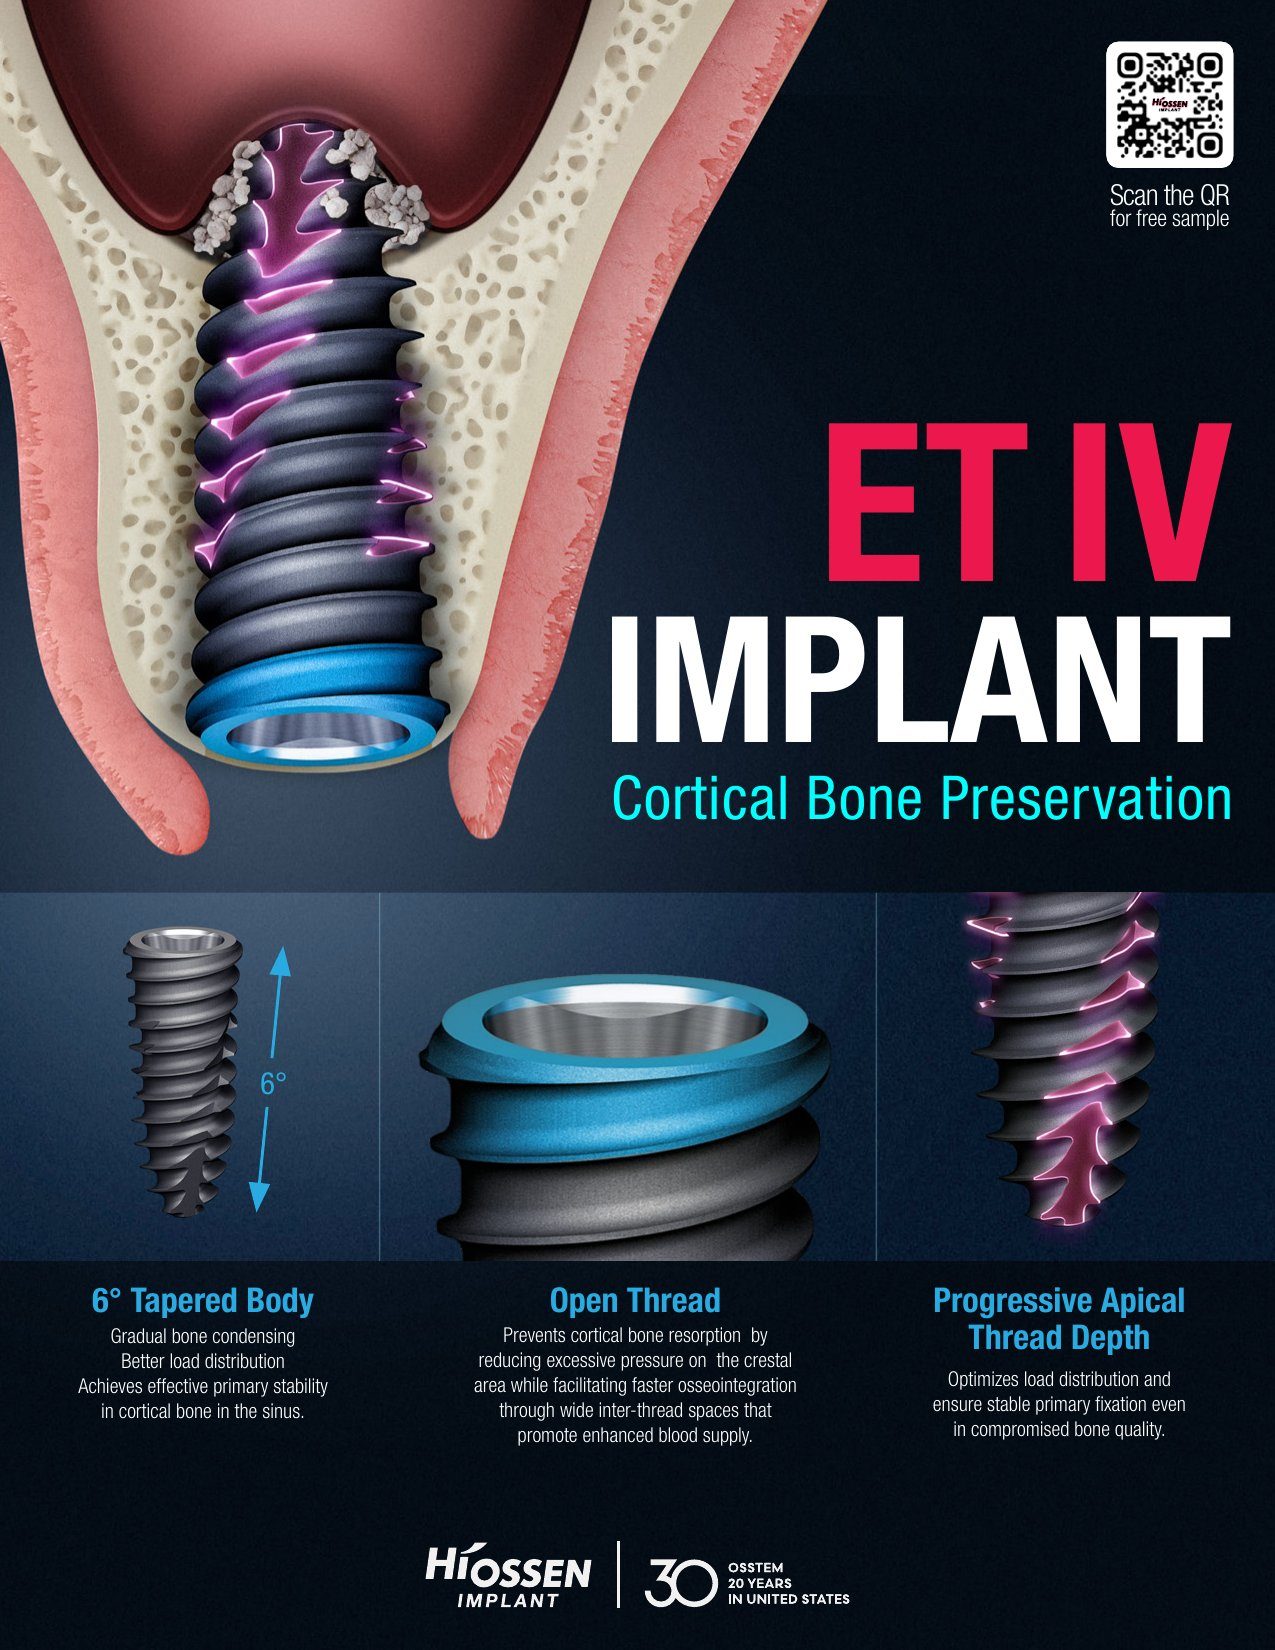 HIOSSEN
IMPLANT
Scan the QR
for free sample
ET IV
IMPLANT
Cortical Bone Preservation
6°
6° Tapered Body
Gradual bone condensing
Better load distribution
Achieves effective primary stability
in cortical bone in the sinus.
Open Thread
Prevents cortical bone resorption by
reducing excessive pressure on the crestal
area while facilitating faster osseointegration
through wide inter-thread spaces that
promote enhanced blood supply.
Progressive Apical
Thread Depth
Optimizes load distribution and
ensure stable primary fixation even
in compromised bone quality.
HIOSSEN
IMPLANT
30
OSSTEM
20 YEARS
IN UNITED STATES